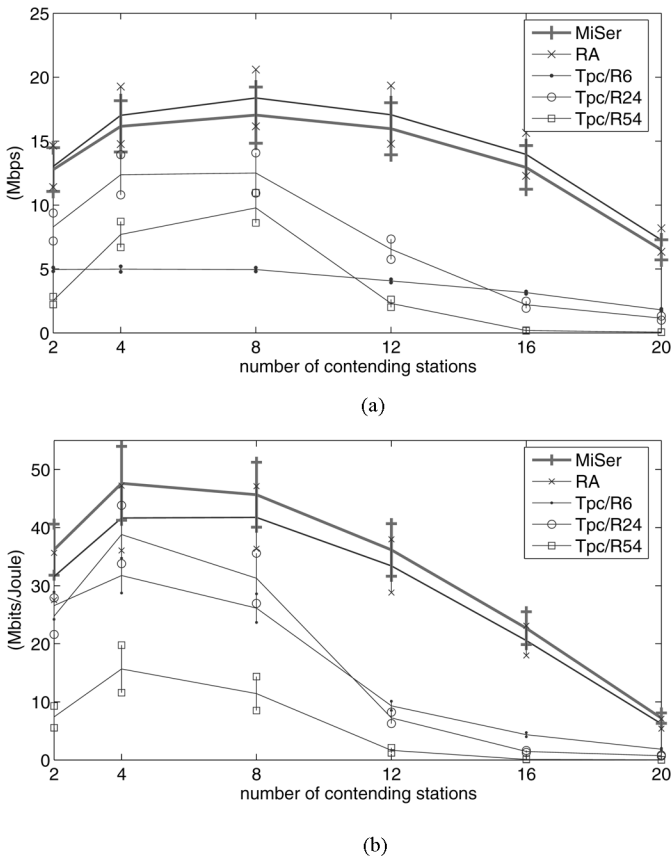 25
20
15
10
5
0
(Mbps)
MiSer
RA
Tpc/R6
Tpc/R24
Tpc/R54
2 4 8 12 16 20
number of contending stations
(a)
50
40
30
20
10
0
(Mbits/Joule)
MiSer
RA
Tpc/R6
Tpc/R24
Tpc/R54
2 4 8 12 16 20
number of contending stations
(b)